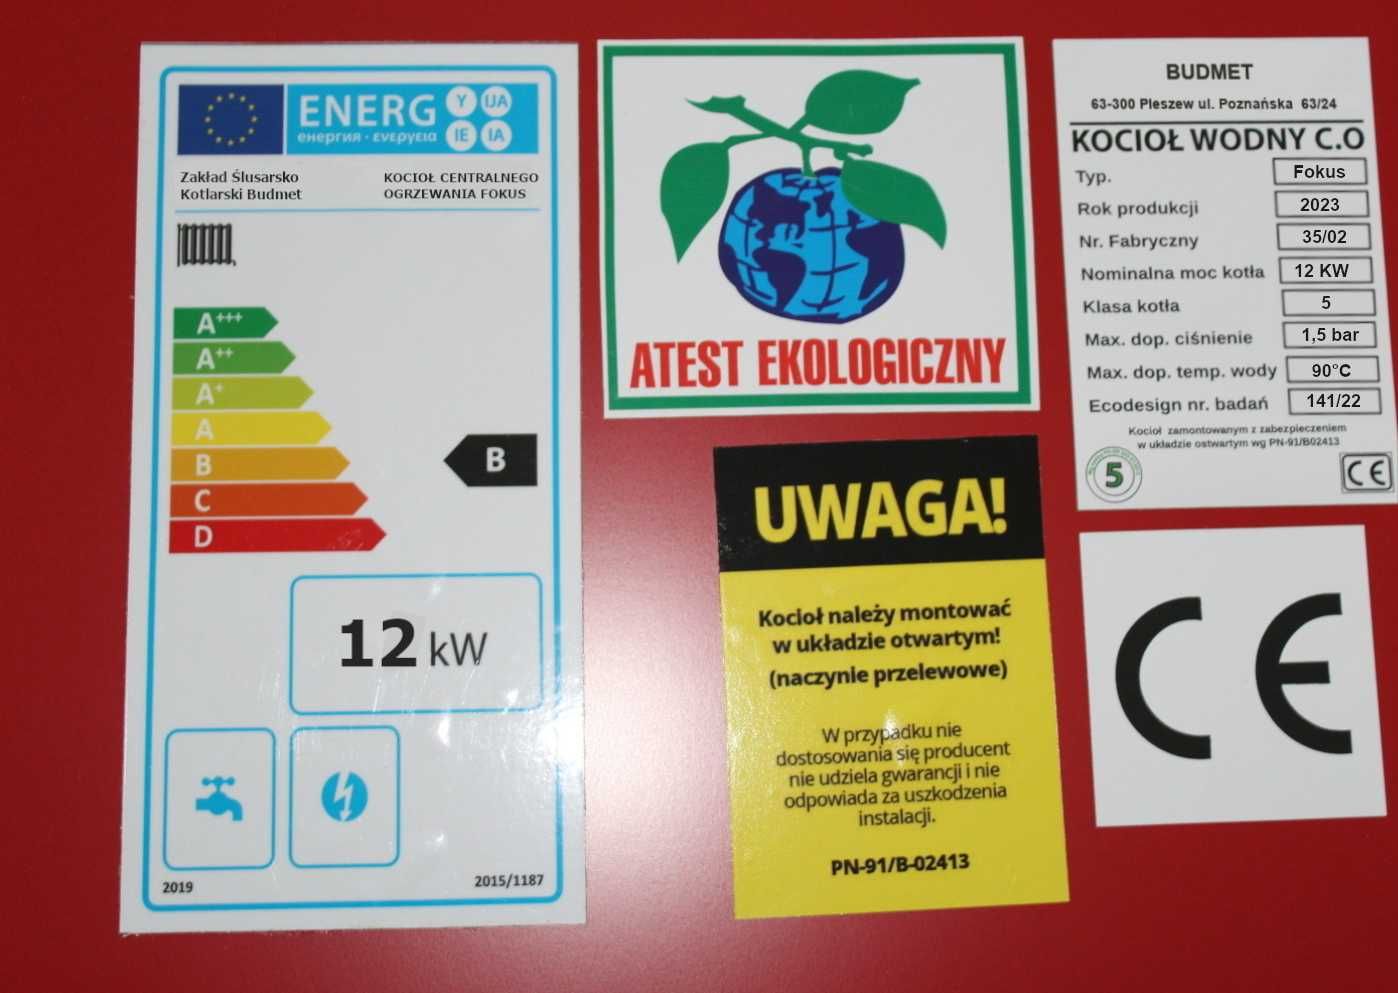 ENERG
Y IJA
IE IA
енергия · ενεργεια
Zakład Ślusarsko
Kotlarski Budmet
KOCIOŁ CENTRALNEGO
OGRZEWANIA FOKUS
A+++
A++
A+
A
B
C
D
B
12 kW
2019
2015/1187
ATEST EKOLOGICZNY
UWAGA!
Kocioł należy montować
w układzie otwartym!
(naczynie przelewowe)
W przypadku nie
dostosowania się producent
nie udziela gwarancji i nie
odpowiada za uszkodzenia
instalacji.
PN-91/B-02413
BUDMET
63-300 Pleszew ul. Poznańska 63/24
KOCIOŁ WODNY C.O
Typ. Fokus
Rok produkcji 2023
Nr. Fabryczny 35/02
Nominalna moc kotła 12 KW
Klasa kotła 5
Max. dop. ciśnienie 1,5 bar
Max. dop. temp. wody 90°C
Ecodesign nr. badań 141/22
Kocioł zamontowanym z zabezpieczeniem
w układzie ostwartym wg PN-91/B02413
5
CE
CE